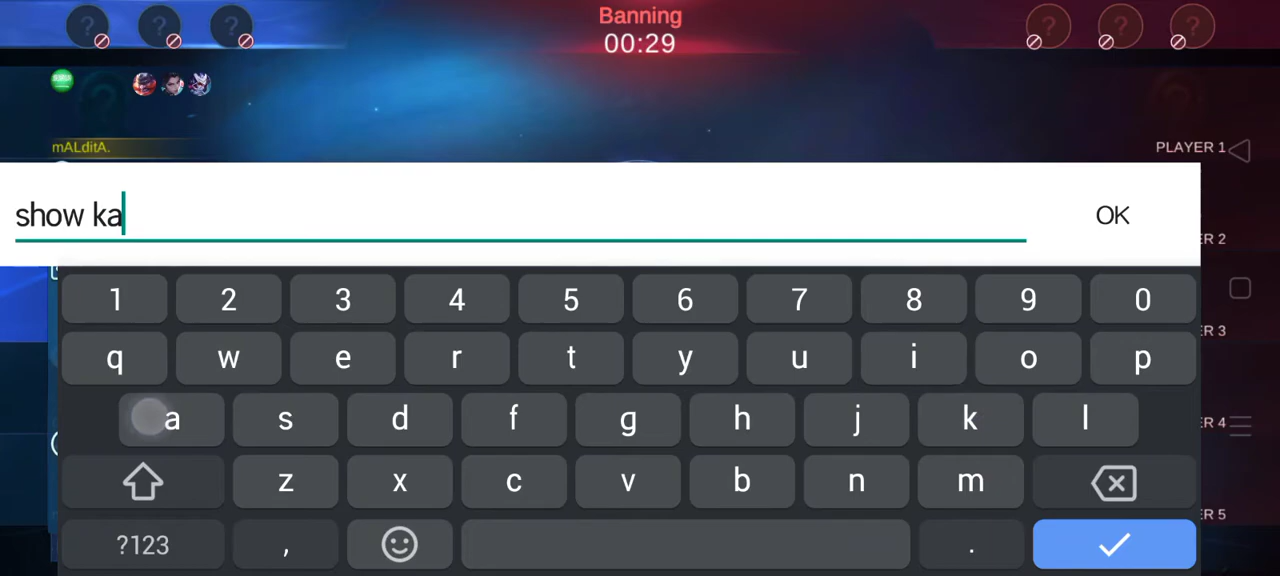 Banning
00:29
mALditA.
PLAYER 1
show ka
OK
ER 2
1 2 3 4 5 6 7 8 9 0
ER 3
q w e r t y u i o p
a s d f g h j k l
ER 4
z x c v b n m
ER 5
?123 , .